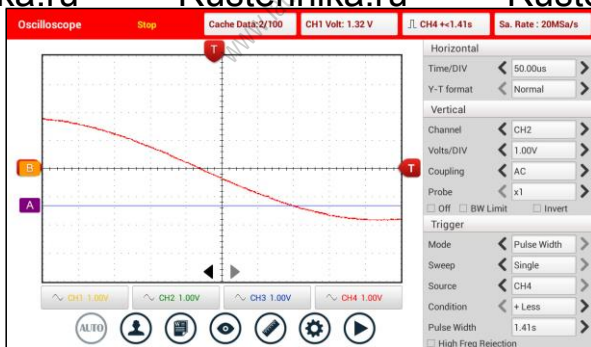 ka.ru Rustehnika.ru Ruste
Oscilloscope Stop Cache Data:2/100 CH1 Volt: 1.32 V CH4 +<1.41s Sa. Rate : 20MSa/s
T
Horizontal
Time/DIV 50.00us
Y-T format Normal
Vertical
Channel CH2
Volts/DIV 1.00V
B T
Coupling AC
Probe x1
A
Off BW Limit Invert
Trigger
Mode Pulse Width
Sweep Single
CH1 1.00V CH2 1.00V CH3 1.00V CH4 1.00V
Source CH4
Condition + Less
AUTO
Pulse Width 1.41s
High Freq Rejection